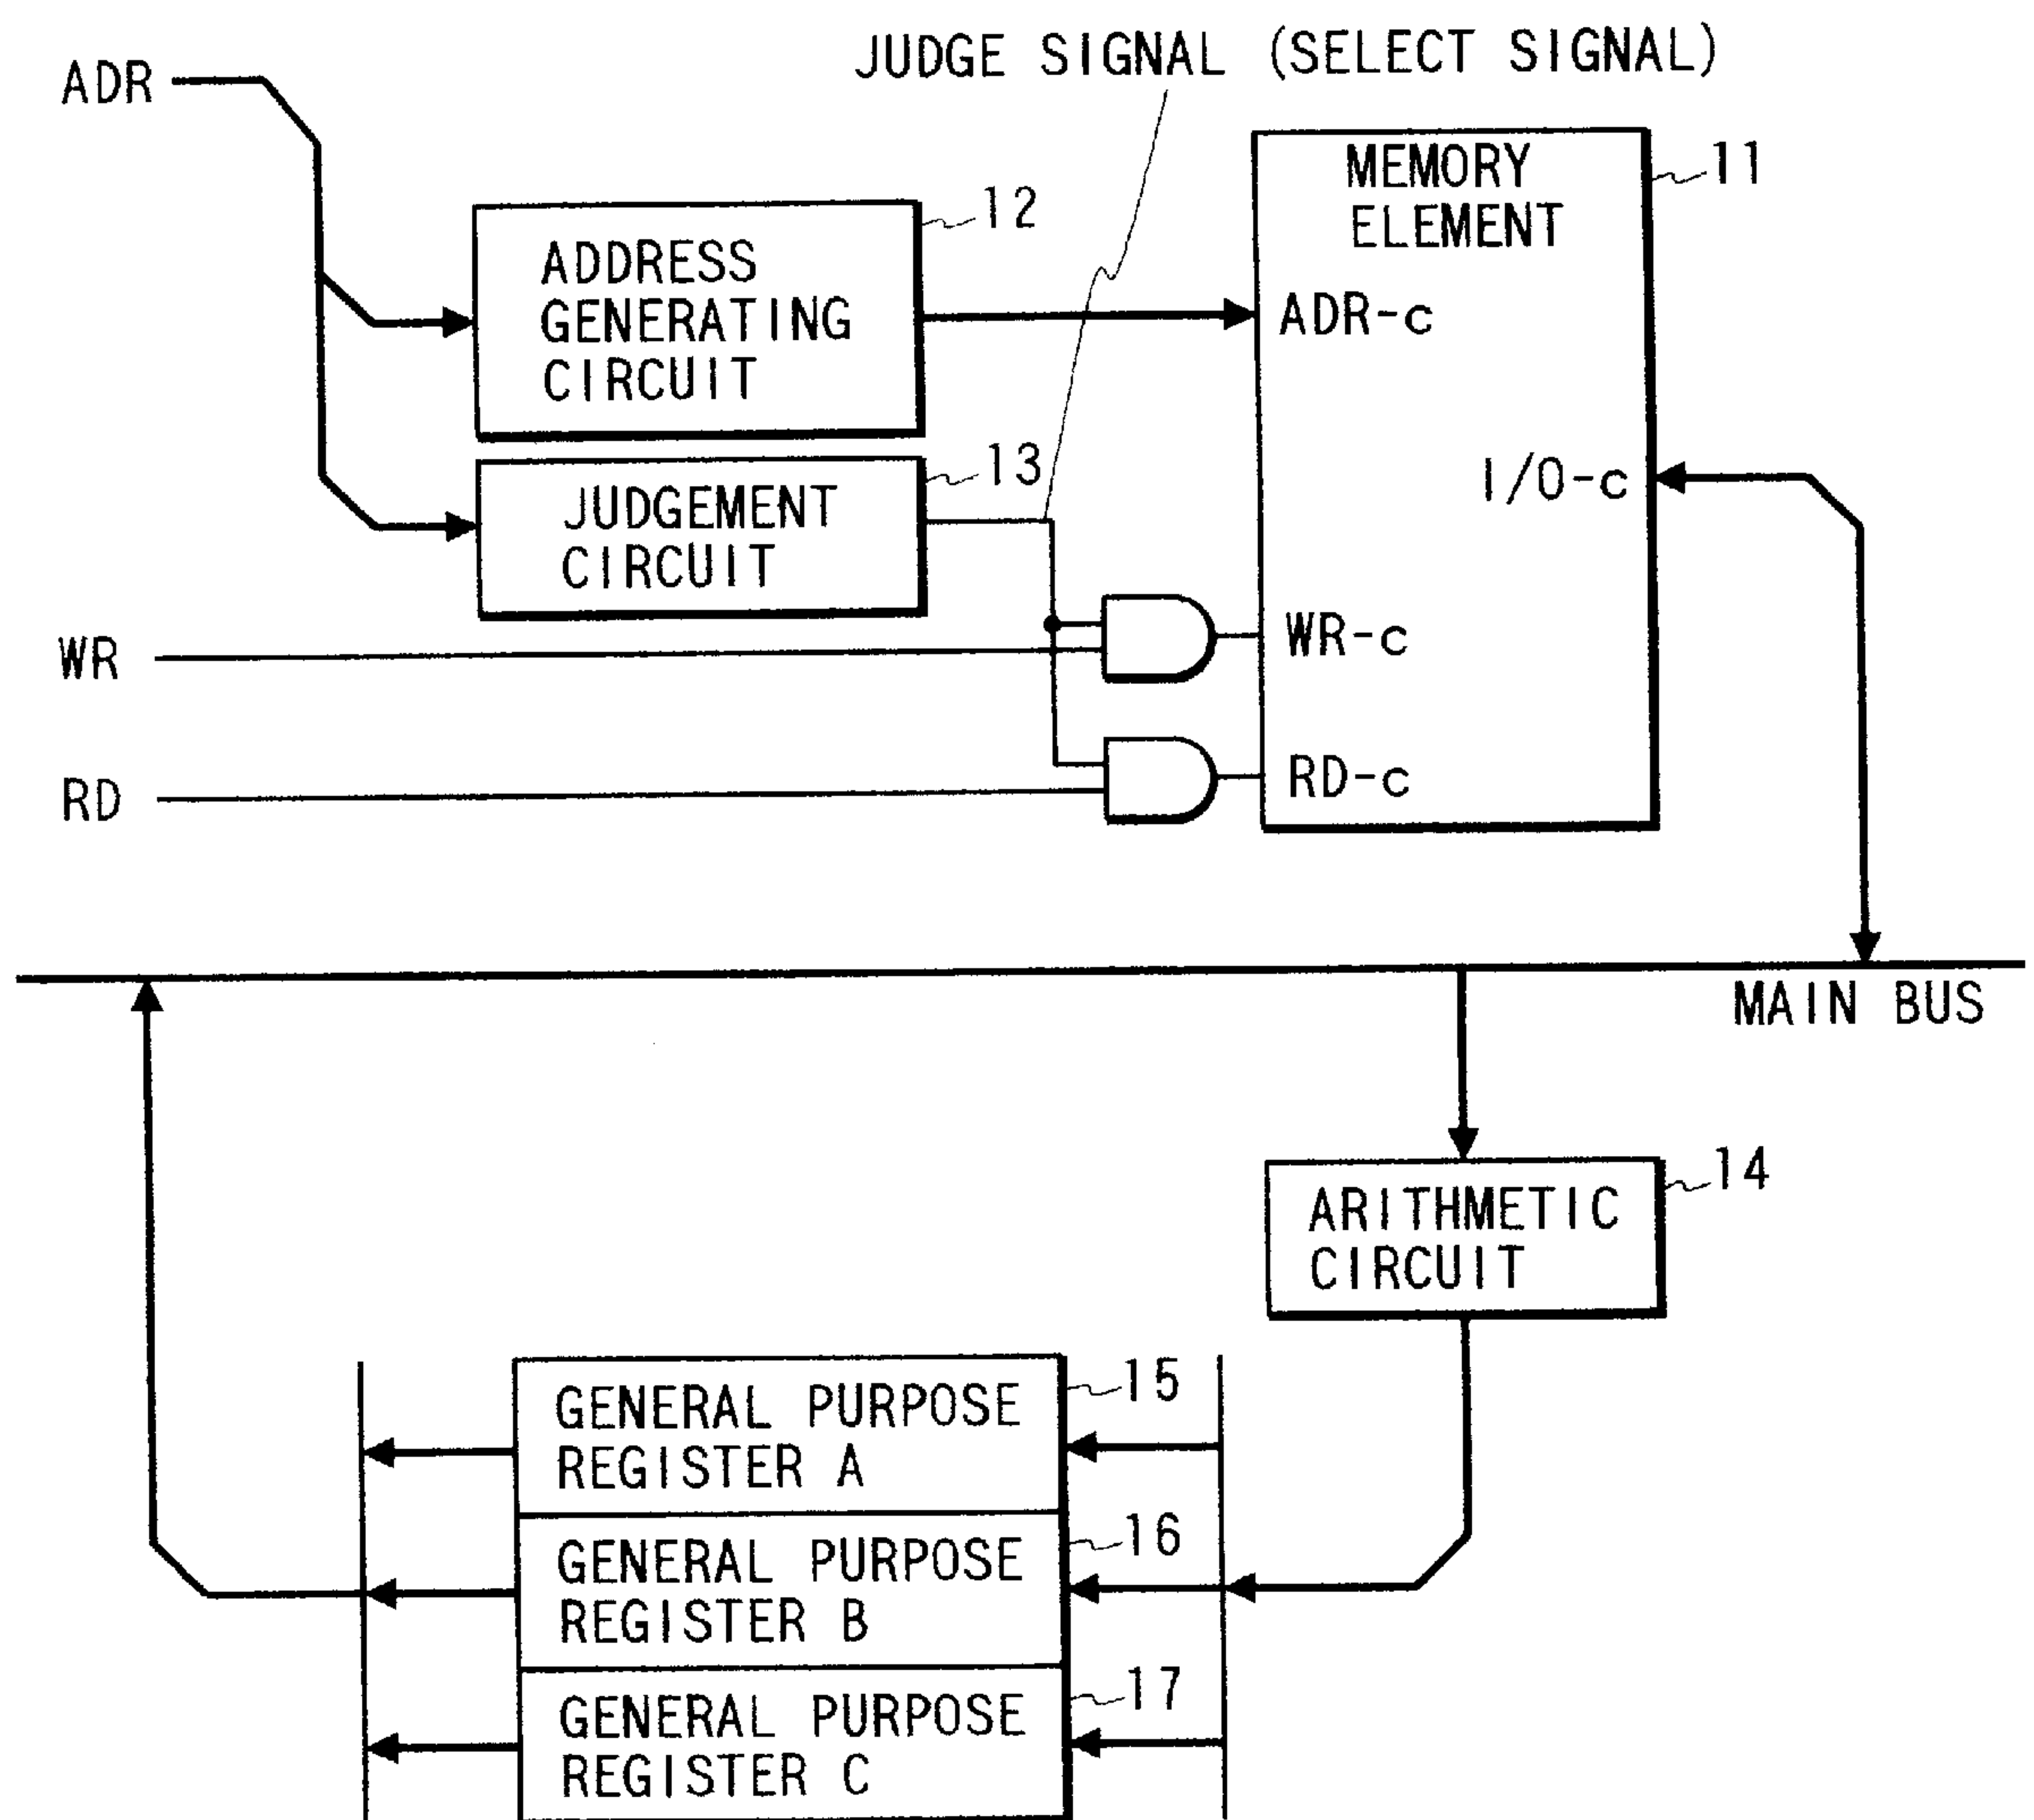 JUDGE SIGNAL (SELECT SIGNAL)
ADR
MEMORY
ELEMENT
11
12
ADDRESS
GENERATING
CIRCUIT
ADR-c
13
JUDGEMENT
CIRCUIT
I/O-c
WR
WR-c
RD
RD-c
MAIN BUS
14
ARITHMETIC
CIRCUIT
15
GENERAL PURPOSE
REGISTER A
16
GENERAL PURPOSE
REGISTER B
17
GENERAL PURPOSE
REGISTER C